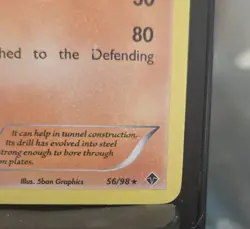 80
hed to the Defending
It can help in tunnel construction.
Its drill has evolved into steel
strong enough to bore through
n plates.
Illus. 5ban Graphics
56/98 ★